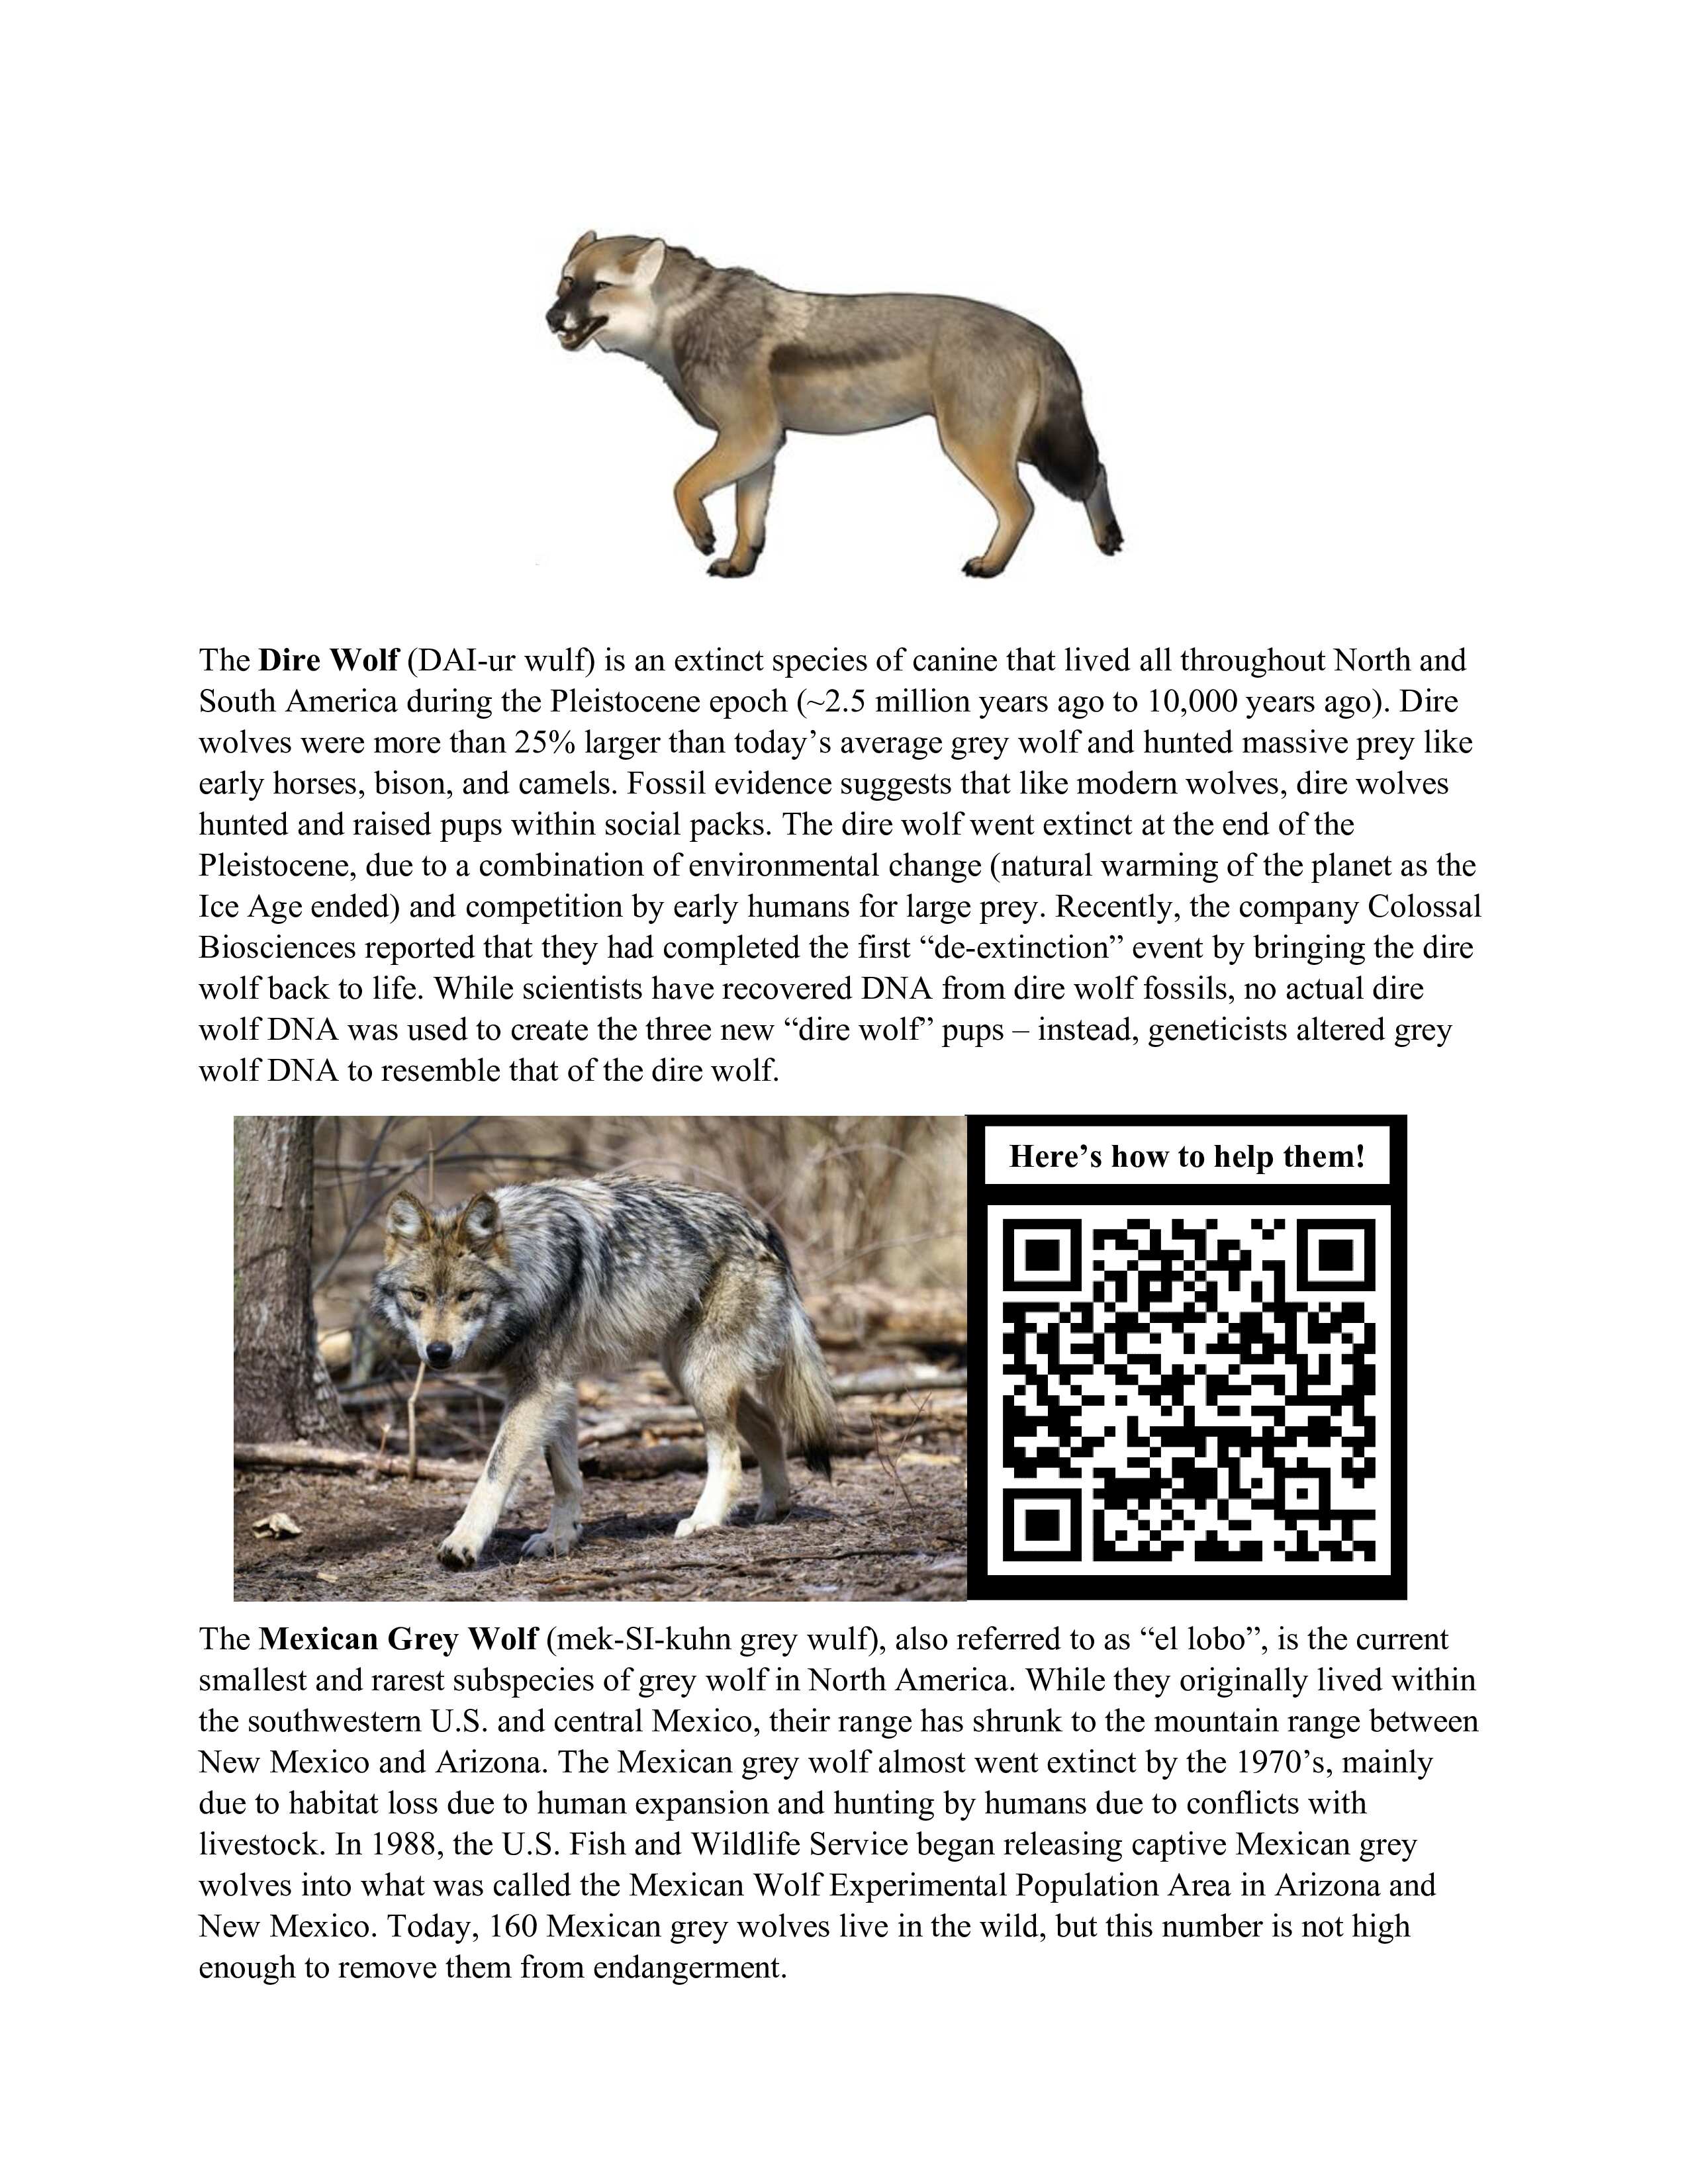 The Dire Wolf (DAI-ur wulf) is an extinct species of canine that lived all throughout North and
South America during the Pleistocene epoch (~2.5 million years ago to 10,000 years ago). Dire
wolves were more than 25% larger than today’s average grey wolf and hunted massive prey like
early horses, bison, and camels. Fossil evidence suggests that like modern wolves, dire wolves
hunted and raised pups within social packs. The dire wolf went extinct at the end of the
Pleistocene, due to a combination of environmental change (natural warming of the planet as the
Ice Age ended) and competition by early humans for large prey. Recently, the company Colossal
Biosciences reported that they had completed the first “de-extinction” event by bringing the dire
wolf back to life. While scientists have recovered DNA from dire wolf fossils, no actual dire
wolf DNA was used to create the three new “dire wolf” pups – instead, geneticists altered grey
wolf DNA to resemble that of the dire wolf.
Here’s how to help them!
The Mexican Grey Wolf (mek-SI-kuhn grey wulf), also referred to as “el lobo”, is the current
smallest and rarest subspecies of grey wolf in North America. While they originally lived within
the southwestern U.S. and central Mexico, their range has shrunk to the mountain range between
New Mexico and Arizona. The Mexican grey wolf almost went extinct by the 1970’s, mainly
due to habitat loss due to human expansion and hunting by humans due to conflicts with
livestock. In 1988, the U.S. Fish and Wildlife Service began releasing captive Mexican grey
wolves into what was called the Mexican Wolf Experimental Population Area in Arizona and
New Mexico. Today, 160 Mexican grey wolves live in the wild, but this number is not high
enough to remove them from endangerment.